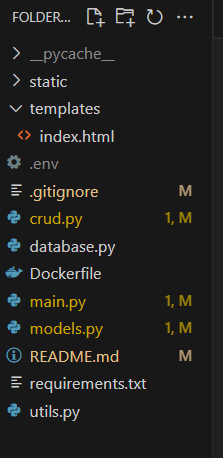 FOLDER...
__pycache__
static
templates
index.html
.env
.gitignore M
crud.py 1, M
database.py
Dockerfile
main.py 1, M
models.py 1, M
README.md M
requirements.txt
utils.py